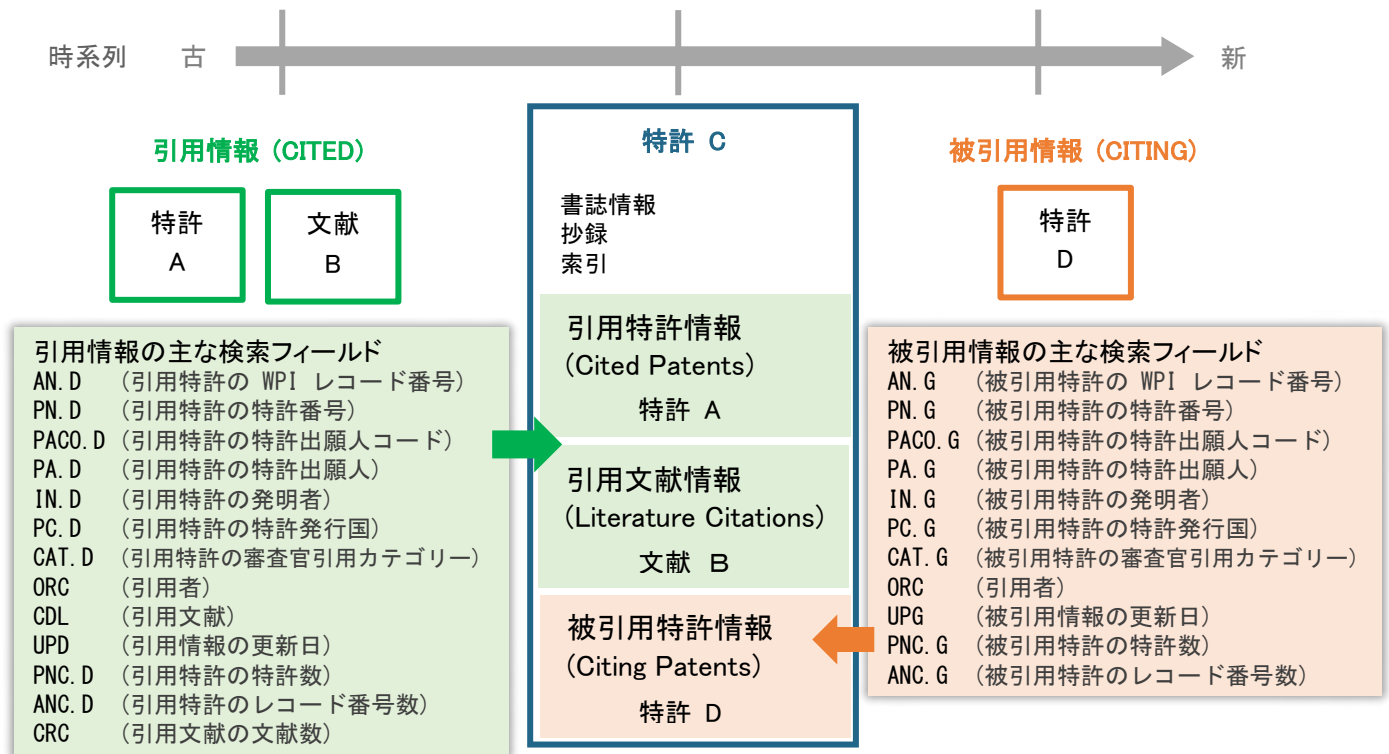 時系列 古 新
引用情報 (CITED)
特許
A
文献
B
引用情報の主な検索フィールド
AN.D (引用特許の WPI レコード番号)
PN.D (引用特許の特許番号)
PACO.D (引用特許の特許出願人コード)
PA.D (引用特許の特許出願人)
IN.D (引用特許の発明者)
PC.D (引用特許の特許発行国)
CAT.D (引用特許の審査官引用カテゴリー)
ORC (引用者)
CDL (引用文献)
UPD (引用情報の更新日)
PNC.D (引用特許の特許数)
ANC.D (引用特許のレコード番号数)
CRC (引用文献の文献数)
特許 C
書誌情報
抄録
索引
引用特許情報
(Cited Patents)
特許 A
引用文献情報
(Literature Citations)
文献 B
被引用特許情報
(Citing Patents)
特許 D
被引用情報 (CITING)
特許
D
被引用情報の主な検索フィールド
AN.G (被引用特許の WPI レコード番号)
PN.G (被引用特許の特許番号)
PACO.G (被引用特許の特許出願人コード)
PA.G (被引用特許の特許出願人)
IN.G (被引用特許の発明者)
PC.G (被引用特許の特許発行国)
CAT.G (被引用特許の審査官引用カテゴリー)
ORC (引用者)
UPG (被引用情報の更新日)
PNC.G (被引用特許の特許数)
ANC.G (被引用特許のレコード番号数)